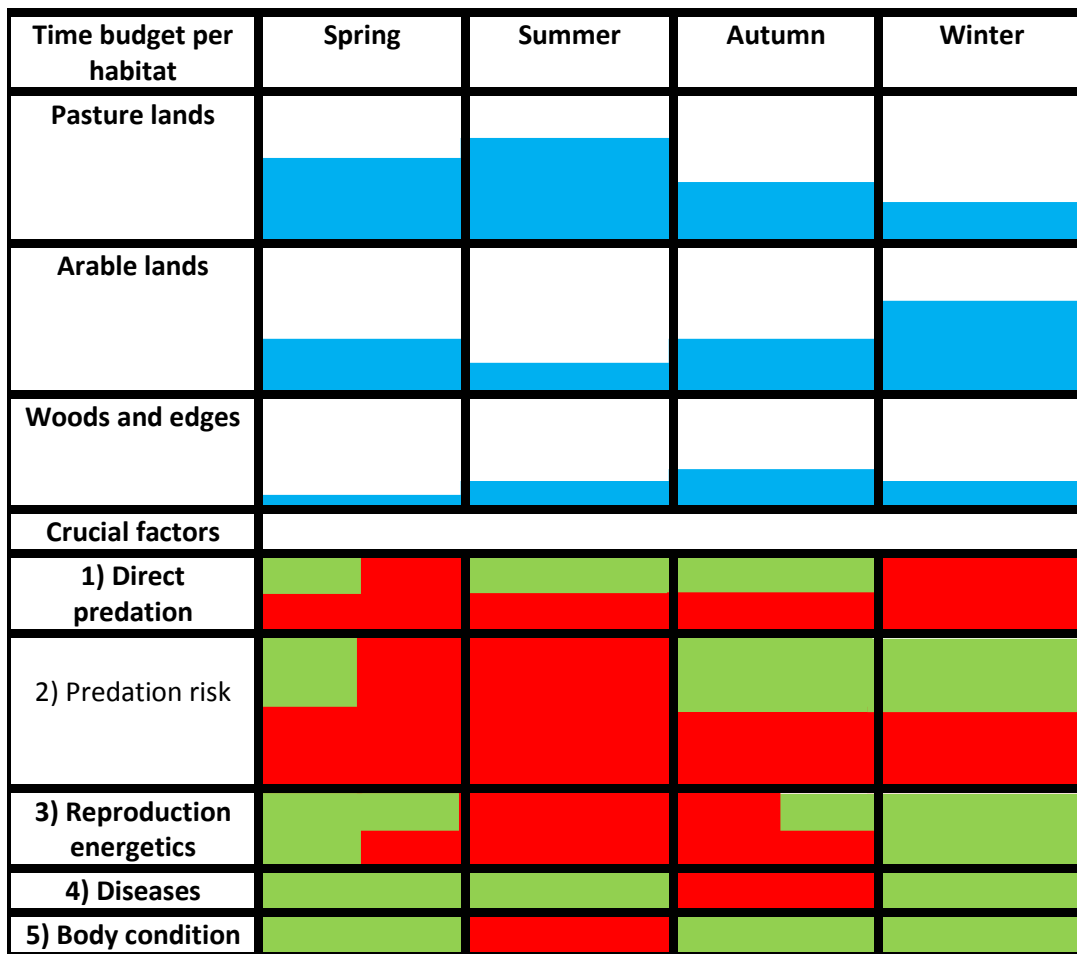 Time budget per
habitat
Spring
Summer
Autumn
Winter
Pasture lands
Arable lands
Woods and edges
Crucial factors
1) Direct
predation
2) Predation risk
3) Reproduction
energetics
4) Diseases
5) Body condition